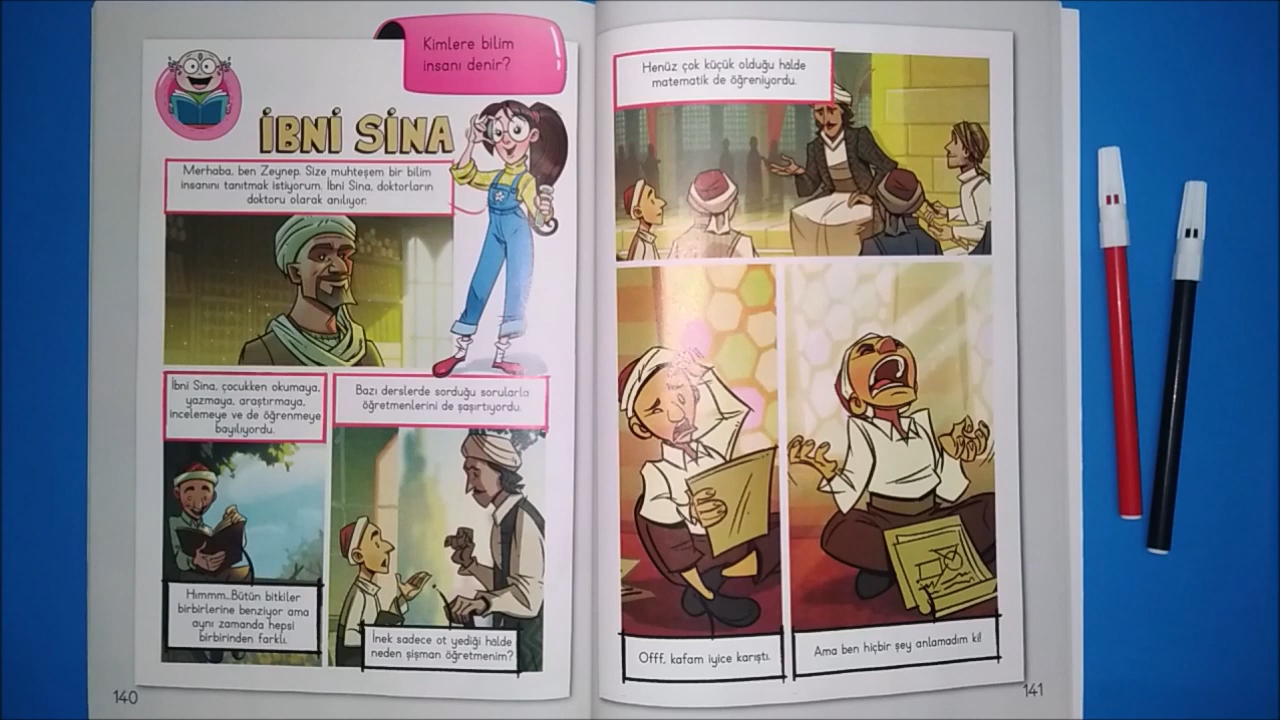 Kimlere bilim
insanı denir?
İBNİ SİNA
Merhaba, ben Zeynep. Size muhteşem bir bilim
insanını tanıtmak istiyorum. İbni Sina, doktorların
doktoru olarak anılıyor.
İbni Sina, çocukken okumaya,
yazmaya, araştırmaya,
incelemeye ve de öğrenmeye
bayılıyordu.
Bazı derslerde sorduğu sorularla
öğretmenlerini de şaşırtıyordu.
Hımmm...Bütün bitkiler
birbirlerine benziyor ama
aynı zamanda hepsi
birbirinden farklı.
İnek sadece ot yediği hâlde
neden şişman öğretmenim?
140
Henüz çok küçük olduğu hâlde
matematik de öğreniyordu.
Offf, kafam iyice karıştı.
Ama ben hiçbir şey anlamadım ki!
141